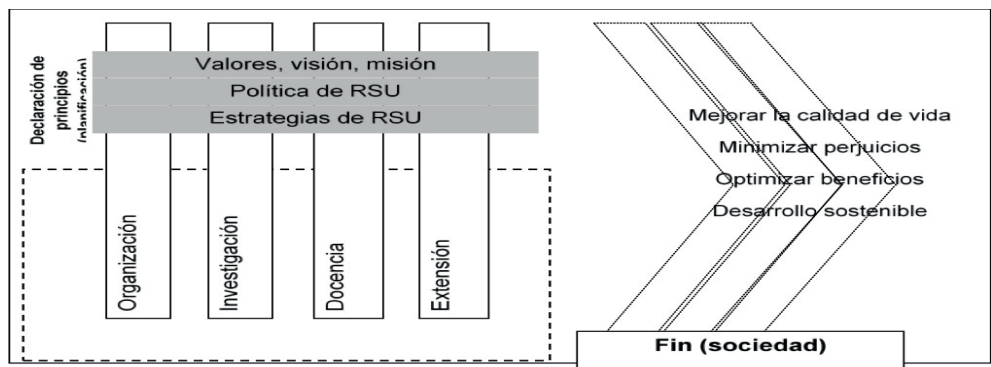 Declaración de
principios
(planificación)
Valores, visión, misión
Política de RSU
Estrategias de RSU
Organización
Investigación
Docencia
Extensión
Mejorar la calidad de vida
Minimizar perjuicios
Optimizar beneficios
Desarrollo sostenible
Fin (sociedad)